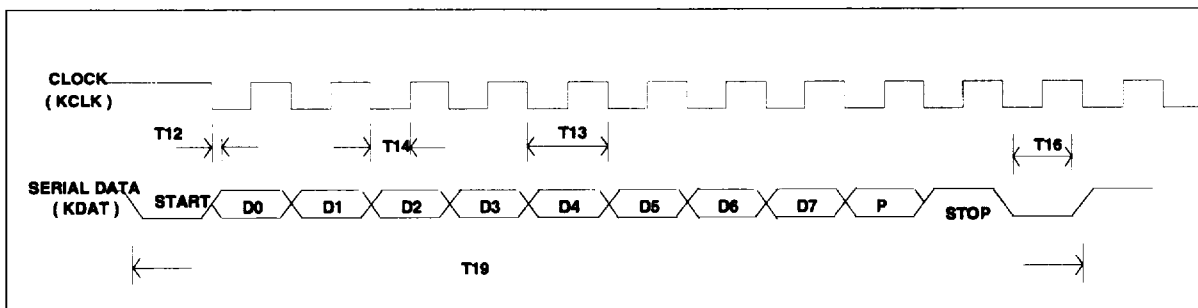 CLOCK
( KCLK )
T12
T14
T13
T16
SERIAL DATA
( KDAT )
START
D0
D1
D2
D3
D4
D5
D6
D7
P
STOP
T19